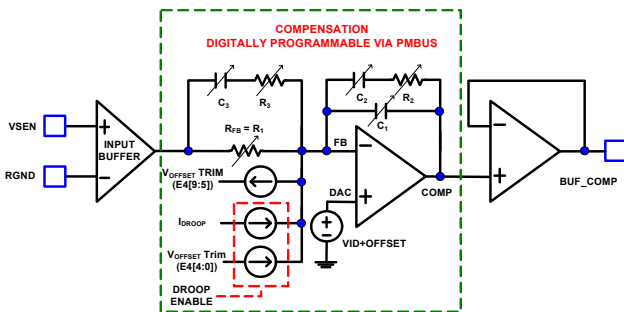 COMPENSATION
DIGITALLY PROGRAMMABLE VIA PMBUS
C3
R3
C2
R2
C1
VSEN
RGND
+
−
INPUT
BUFFER
RFB = R1
FB
−
+
DAC
COMP
VOFFSET TRIM
(E4[9:5])
IDROOP
VOFFSET Trim
(E4[4:0])
DROOP
ENABLE
+
−
VID+OFFSET
−
+
BUF_COMP